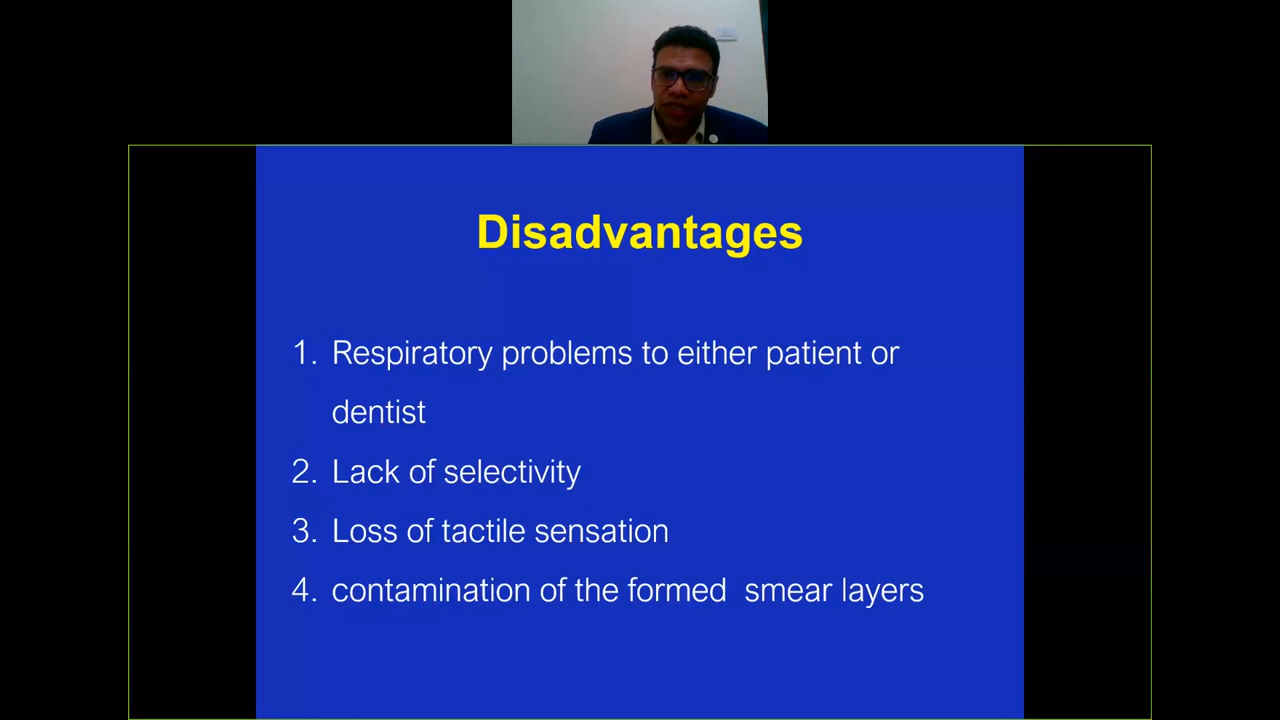 Disadvantages
1. Respiratory problems to either patient or
dentist
2. Lack of selectivity
3. Loss of tactile sensation
4. contamination of the formed  smear layers